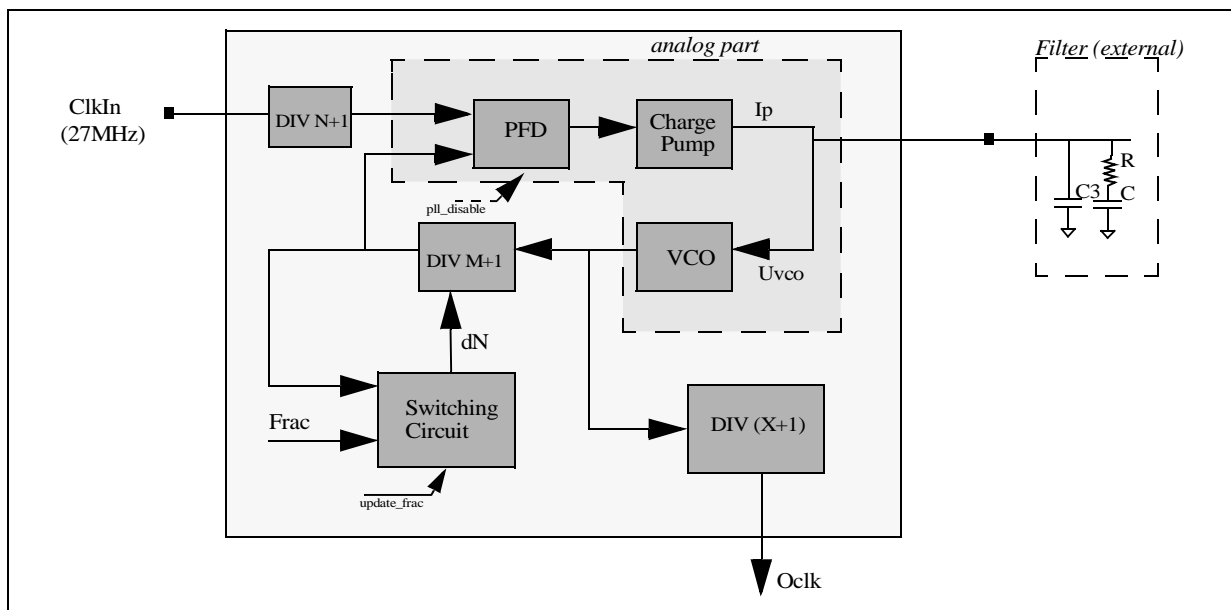 analog part
Filter (external)
ClkIn
(27MHz)
DIV N+1
PFD
Charge
Pump
Ip
R
C3
C
pll_disable
DIV M+1
VCO
Uvco
dN
Switching
Circuit
Frac
DIV (X+1)
update_frac
Oclk